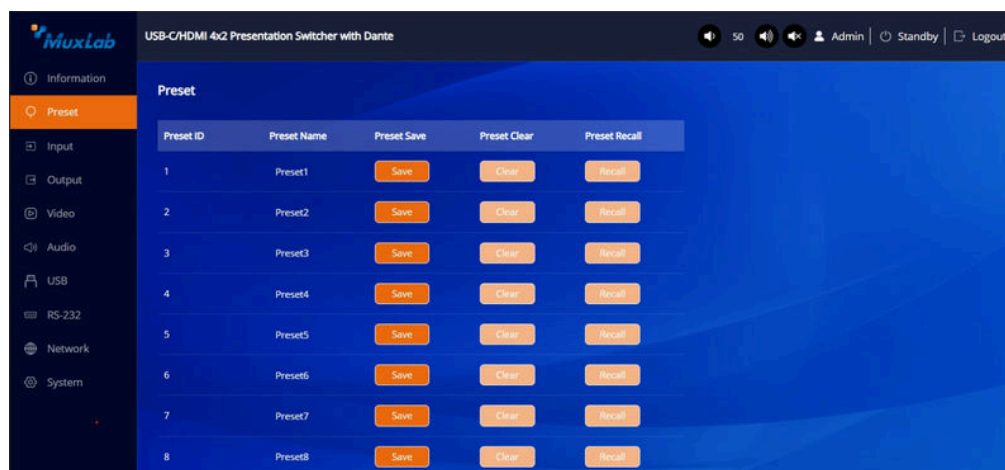 MuxLab
USB-C/HDMI 4x2 Presentation Switcher with Dante
50
Admin
Standby
Logout
Information
Preset
Input
Output
Video
Audio
USB
RS-232
Network
System
Preset
Preset ID Preset Name Preset Save Preset Clear Preset Recall
1 Preset1 Save Clear Recall
2 Preset2 Save Clear Recall
3 Preset3 Save Clear Recall
4 Preset4 Save Clear Recall
5 Preset5 Save Clear Recall
6 Preset6 Save Clear Recall
7 Preset7 Save Clear Recall
8 Preset8 Save Clear Recall